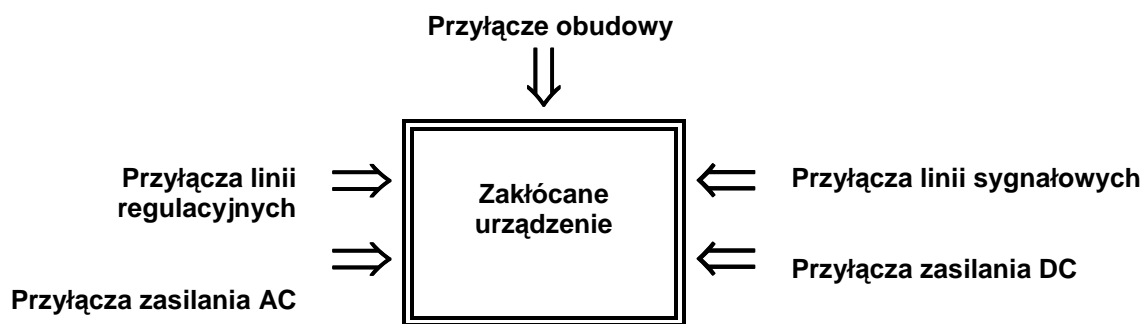 Przyłącze obudowy
Przyłącza linii
regulacyjnych
Zakłócane
urządzenie
Przyłącza linii sygnałowych
Przyłącza zasilania AC
Przyłącza zasilania DC